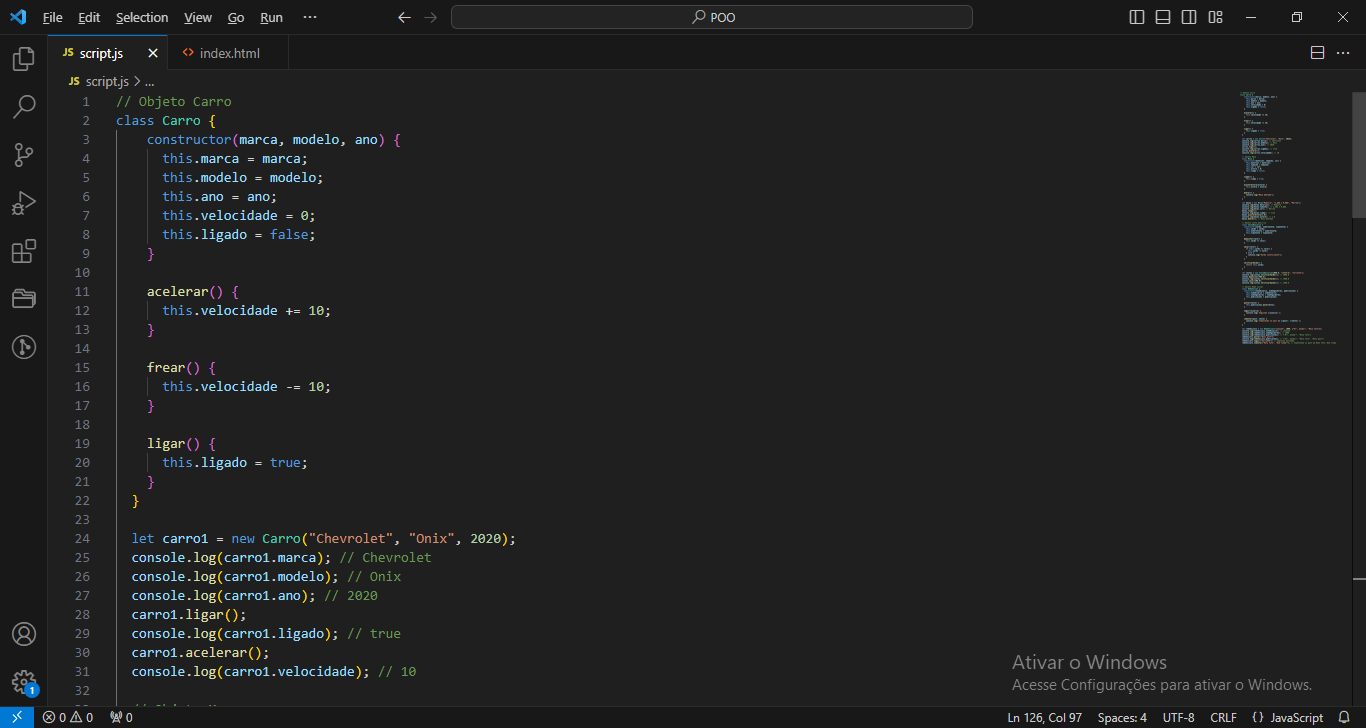 File Edit Selection View Go Run ··· POO
JS script.js index.html
JS script.js > ...
1 // Objeto Carro
2 class Carro {
3 constructor(marca, modelo, ano) {
4 this.marca = marca;
5 this.modelo = modelo;
6 this.ano = ano;
7 this.velocidade = 0;
8 this.ligado = false;
9 }
10
11 acelerar() {
12 this.velocidade += 10;
13 }
14
15 frear() {
16 this.velocidade -= 10;
17 }
18
19 ligar() {
20 this.ligado = true;
21 }
22 }
23
24 let carro1 = new Carro("Chevrolet", "Onix", 2020);
25 console.log(carro1.marca); // Chevrolet
26 console.log(carro1.modelo); // Onix
27 console.log(carro1.ano); // 2020
28 carro1.ligar();
29 console.log(carro1.ligado); // true
30 carro1.acelerar();
31 console.log(carro1.velocidade); // 10
32
Ativar o Windows
Acesse Configurações para ativar o Windows.
1
0 0 0 Ln 126, Col 97 Spaces: 4 UTF-8 CRLF {} JavaScript